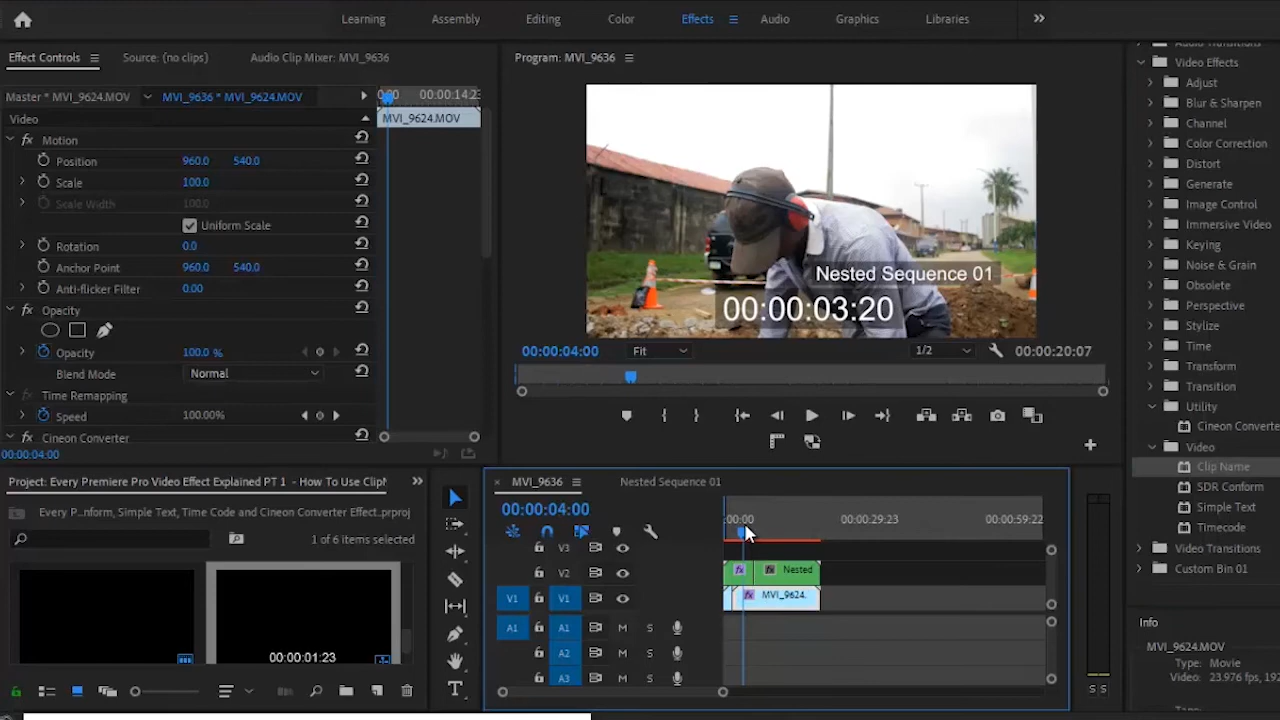 Learning Assembly Editing Color Effects Audio Graphics Libraries
Effect Controls Source: (no clips) Audio Clip Mixer: MVI_9636
Master * MVI_9624.MOV MVI_9636 * MVI_9624.MOV
00:00:14:23
Video
MVI_9624.MOV
Motion
Position 960.0 540.0
Scale 100.0
Scale Width 100.0
Uniform Scale
Rotation 0.0
Anchor Point 960.0 540.0
Anti-flicker Filter 0.00
Opacity
Opacity 100.0 %
Blend Mode Normal
Time Remapping
Speed 100.00%
Cineon Converter
00:00:04:00
Program: MVI_9636
Nested Sequence 01
00:00:03:20
00:00:04:00 Fit 1/2 00:00:20:07
Audio Transitions
Video Effects
Adjust
Blur & Sharpen
Channel
Color Correction
Distort
Generate
Image Control
Immersive Video
Keying
Noise & Grain
Obsolete
Perspective
Stylize
Time
Transform
Transition
Utility
Cineon Converte
Video
Clip Name
SDR Conform
Simple Text
Timecode
Video Transitions
Custom Bin 01
Info
MVI_9624.MOV
Type: Movie
Video: 23.976 fps, 192
Project: Every Premiere Pro Video Effect Explained PT 1 - How To Use ClipN
Every P...nform, Simple Text, Time Code and Cineon Converter Effect..prproj
1 of 6 items selected
00:00:01:23
MVI_9636 Nested Sequence 01
00:00:04:00
:00:00 00:00:29:23 00:00:59:22
V3
V2
fx fx Nested
V1 V1
fx MVI_9624.
A1 A1 M S
A2 M S
A3 M S
S S